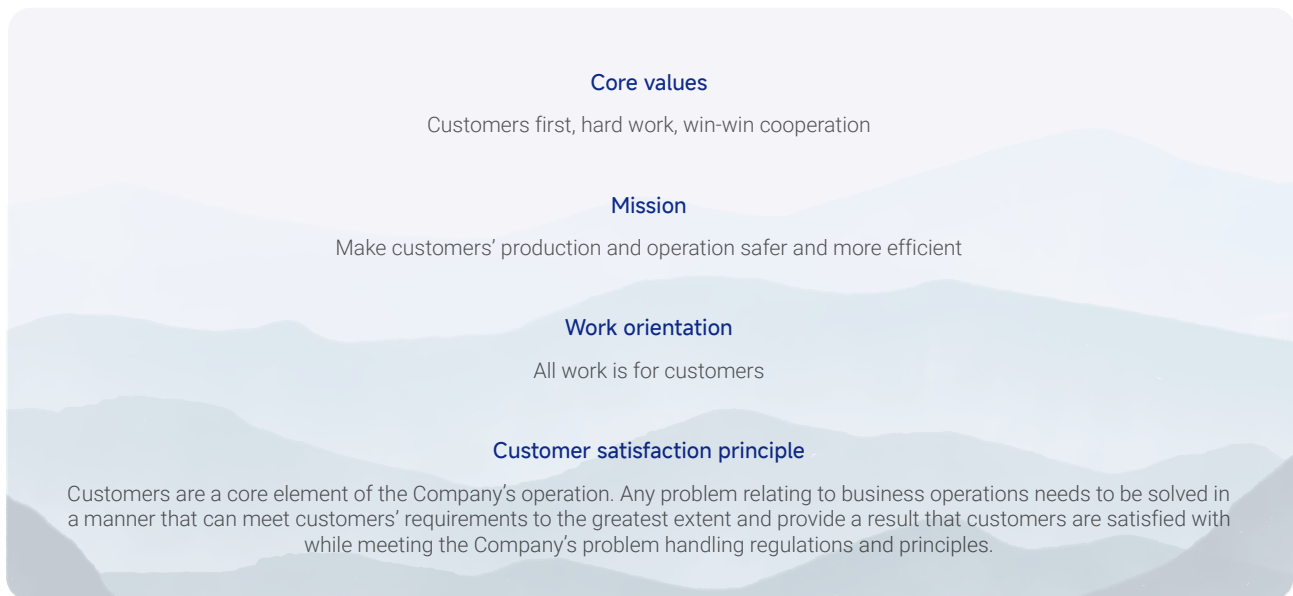 Core values
Customers first, hard work, win-win cooperation
Mission
Make customers’ production and operation safer and more efficient
Work orientation
All work is for customers
Customer satisfaction principle
Customers are a core element of the Company’s operation. Any problem relating to business operations needs to be solved in
a manner that can meet customers’ requirements to the greatest extent and provide a result that customers are satisfied with
while meeting the Company’s problem handling regulations and principles.